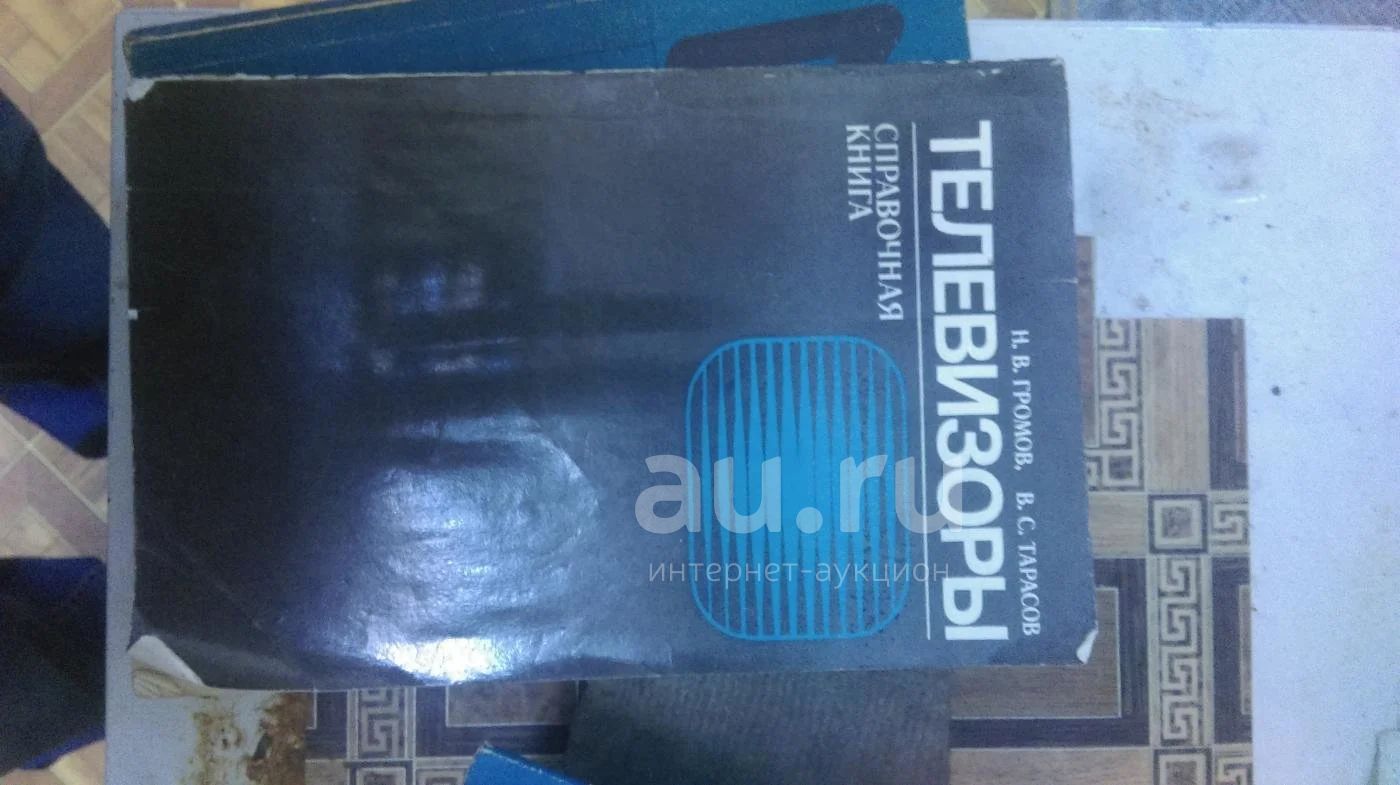 Н. В. ГРОМОВ, В. С. ТАРАСОВ
ТЕЛЕВИЗОРЫ
СПРАВОЧНАЯ
КНИГА
au.ru
интернет-аукцион